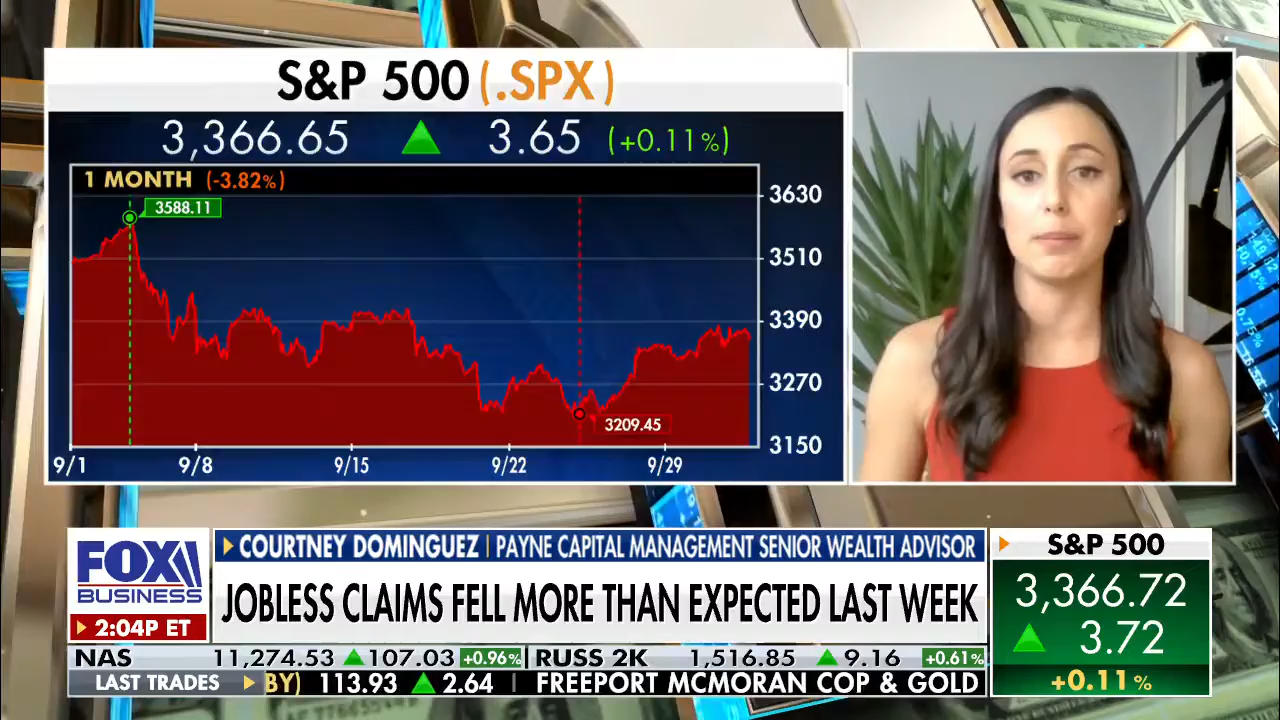 S&P 500 (.SPX)
3,366.65 ▲ 3.65 (+0.11%)
1 MONTH (-3.82%)
3588.11
3630
3510
3390
3270
3150
3209.45
9/1 9/8 9/15 9/22 9/29
FOX
BUSINESS
2:04P ET
COURTNEY DOMINGUEZ | PAYNE CAPITAL MANAGEMENT SENIOR WEALTH ADVISOR
JOBLESS CLAIMS FELL MORE THAN EXPECTED LAST WEEK
S&P 500
3,366.72
▲ 3.72
+0.11%
NAS 11,274.53 ▲ 107.03 +0.96% RUSS 2K 1,516.85 ▲ 9.16 +0.61%
LAST TRADES BY) 113.93 ▲ 2.64 | FREEPORT MCMORAN COP & GOLD